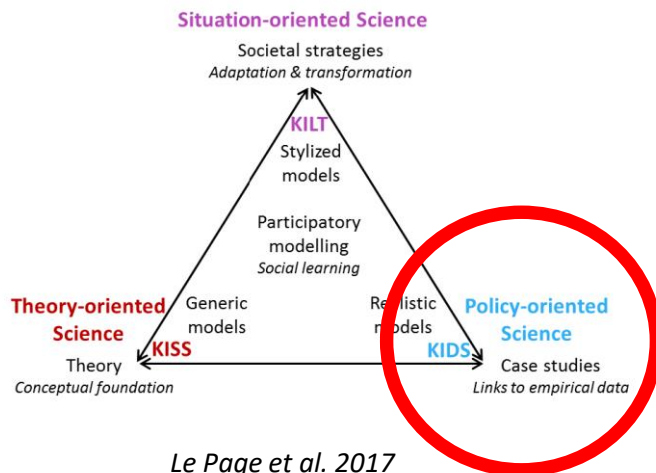 Situation-oriented Science
Societal strategies
Adaptation & transformation
KILT
Stylized
models
Participatory
modelling
Social learning
Theory-oriented
Science
Generic
models
KISS
Theory
Conceptual foundation
Realistic
models
KIDS
Policy-oriented
Science
Case studies
Links to empirical data
Le Page et al. 2017